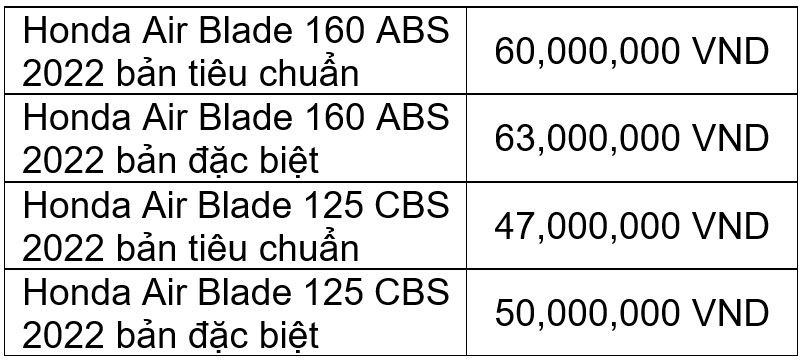 Honda Air Blade 160 ABS
2022 bản tiêu chuẩn
60,000,000 VND
Honda Air Blade 160 ABS
2022 bản đặc biệt
63,000,000 VND
Honda Air Blade 125 CBS
2022 bản tiêu chuẩn
47,000,000 VND
Honda Air Blade 125 CBS
2022 bản đặc biệt
50,000,000 VND